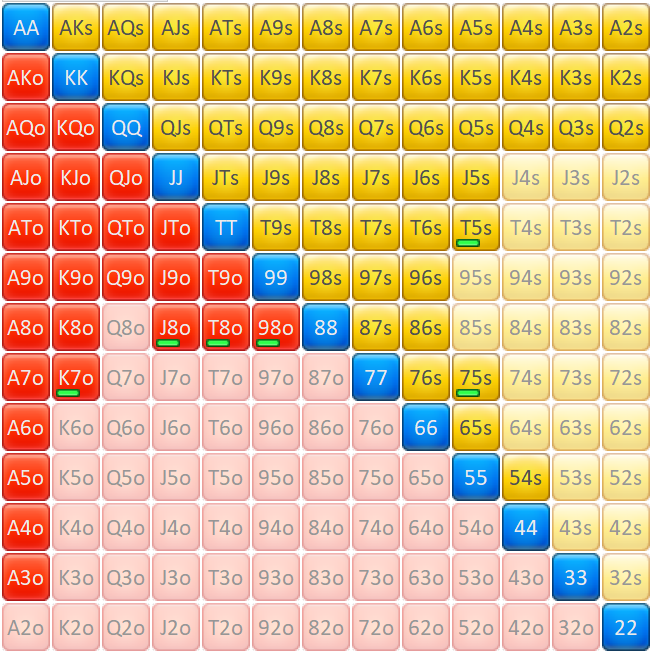 AA AKs AQs AJs ATs A9s A8s A7s A6s A5s A4s A3s A2s
AKo KK KQs KJs KTs K9s K8s K7s K6s K5s K4s K3s K2s
AQo KQo QQ QJs QTs Q9s Q8s Q7s Q6s Q5s Q4s Q3s Q2s
AJo KJo QJo JJ JTs J9s J8s J7s J6s J5s J4s J3s J2s
ATo KTo QTo JTo TT T9s T8s T7s T6s T5s T4s T3s T2s
A9o K9o Q9o J9o T9o 99 98s 97s 96s 95s 94s 93s 92s
A8o K8o Q8o J8o T8o 98o 88 87s 86s 85s 84s 83s 82s
A7o K7o Q7o J7o T7o 97o 87o 77 76s 75s 74s 73s 72s
A6o K6o Q6o J6o T6o 96o 86o 76o 66 65s 64s 63s 62s
A5o K5o Q5o J5o T5o 95o 85o 75o 65o 55 54s 53s 52s
A4o K4o Q4o J4o T4o 94o 84o 74o 64o 54o 44 43s 42s
A3o K3o Q3o J3o T3o 93o 83o 73o 63o 53o 43o 33 32s
A2o K2o Q2o J2o T2o 92o 82o 72o 62o 52o 42o 32o 22